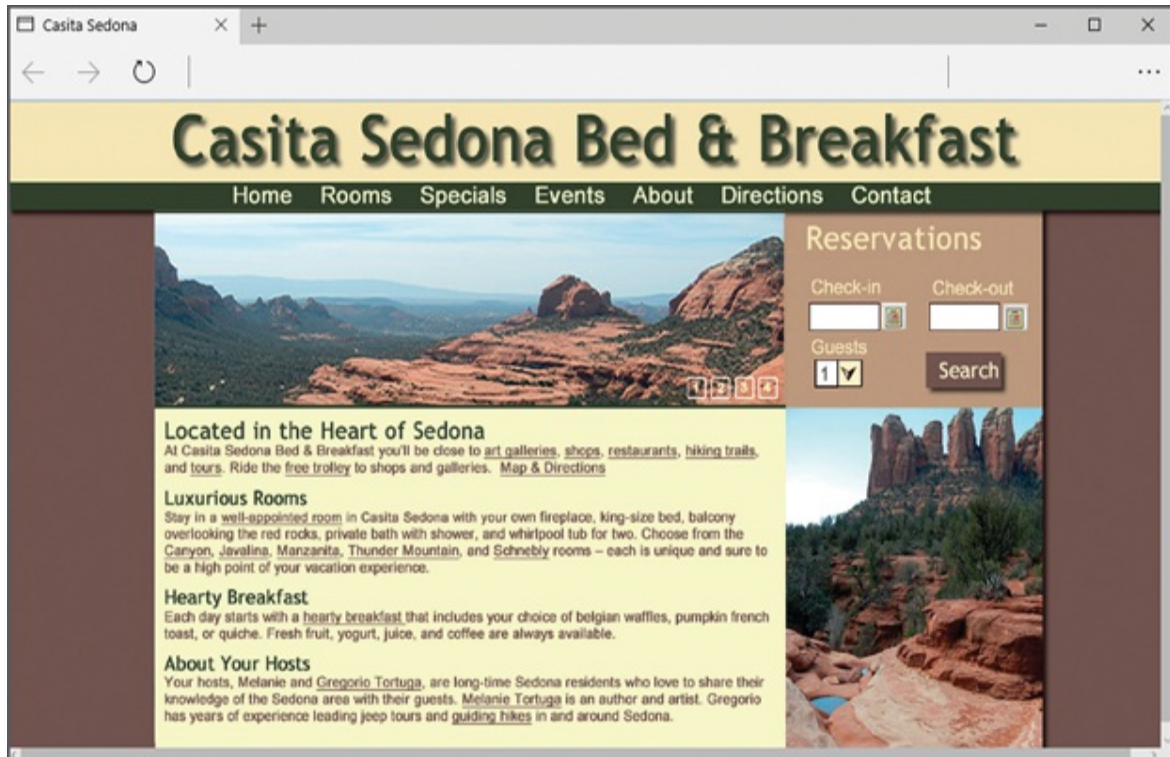 Casita Sedona
Casita Sedona Bed & Breakfast
Home Rooms Specials Events About Directions Contact
Reservations
Check-in Check-out
Guests
1
Search
1 2 3 4
Located in the Heart of Sedona
At Casita Sedona Bed & Breakfast you'll be close to art galleries, shops, restaurants, hiking trails,
and tours. Ride the free trolley to shops and galleries. Map & Directions
Luxurious Rooms
Stay in a well-appointed room in Casita Sedona with your own fireplace, king-size bed, balcony
overlooking the red rocks, private bath with shower, and whirlpool tub for two. Choose from the
Canyon, Javalina, Manzanita, Thunder Mountain, and Schnebly rooms – each is unique and sure to
be a high point of your vacation experience.
Hearty Breakfast
Each day starts with a hearty breakfast that includes your choice of belgian waffles, pumpkin french
toast, or quiche. Fresh fruit, yogurt, juice, and coffee are always available.
About Your Hosts
Your hosts, Melanie and Gregorio Tortuga, are long-time Sedona residents who love to share their
knowledge of the Sedona area with their guests. Melanie Tortuga is an author and artist. Gregorio
has years of experience leading jeep tours and guiding hikes in and around Sedona.